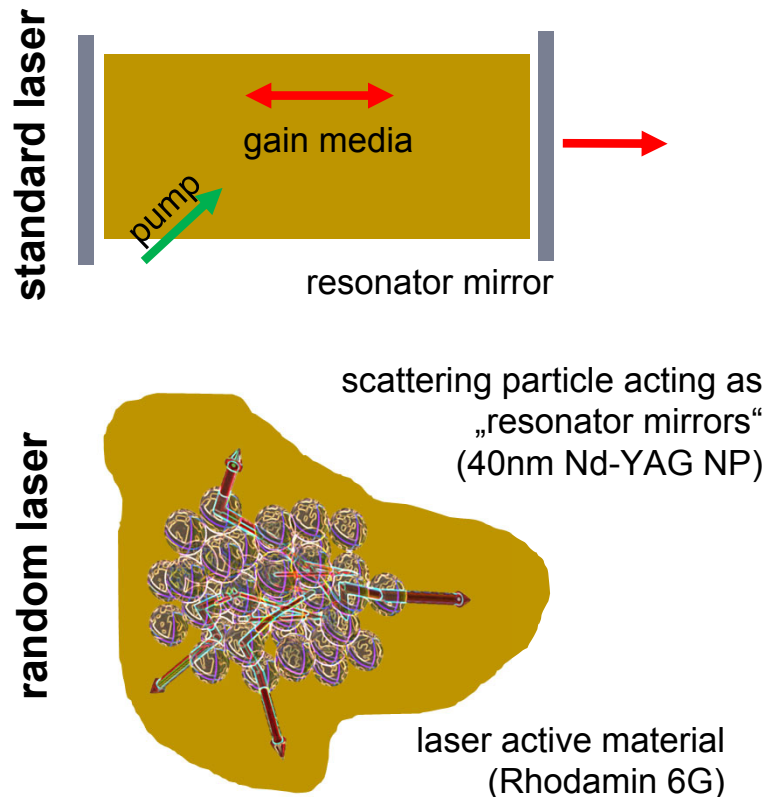 standard laser
gain media
pump
resonator mirror
random laser
scattering particle acting as
„resonator mirrors“
(40nm Nd-YAG NP)
laser active material
(Rhodamin 6G)